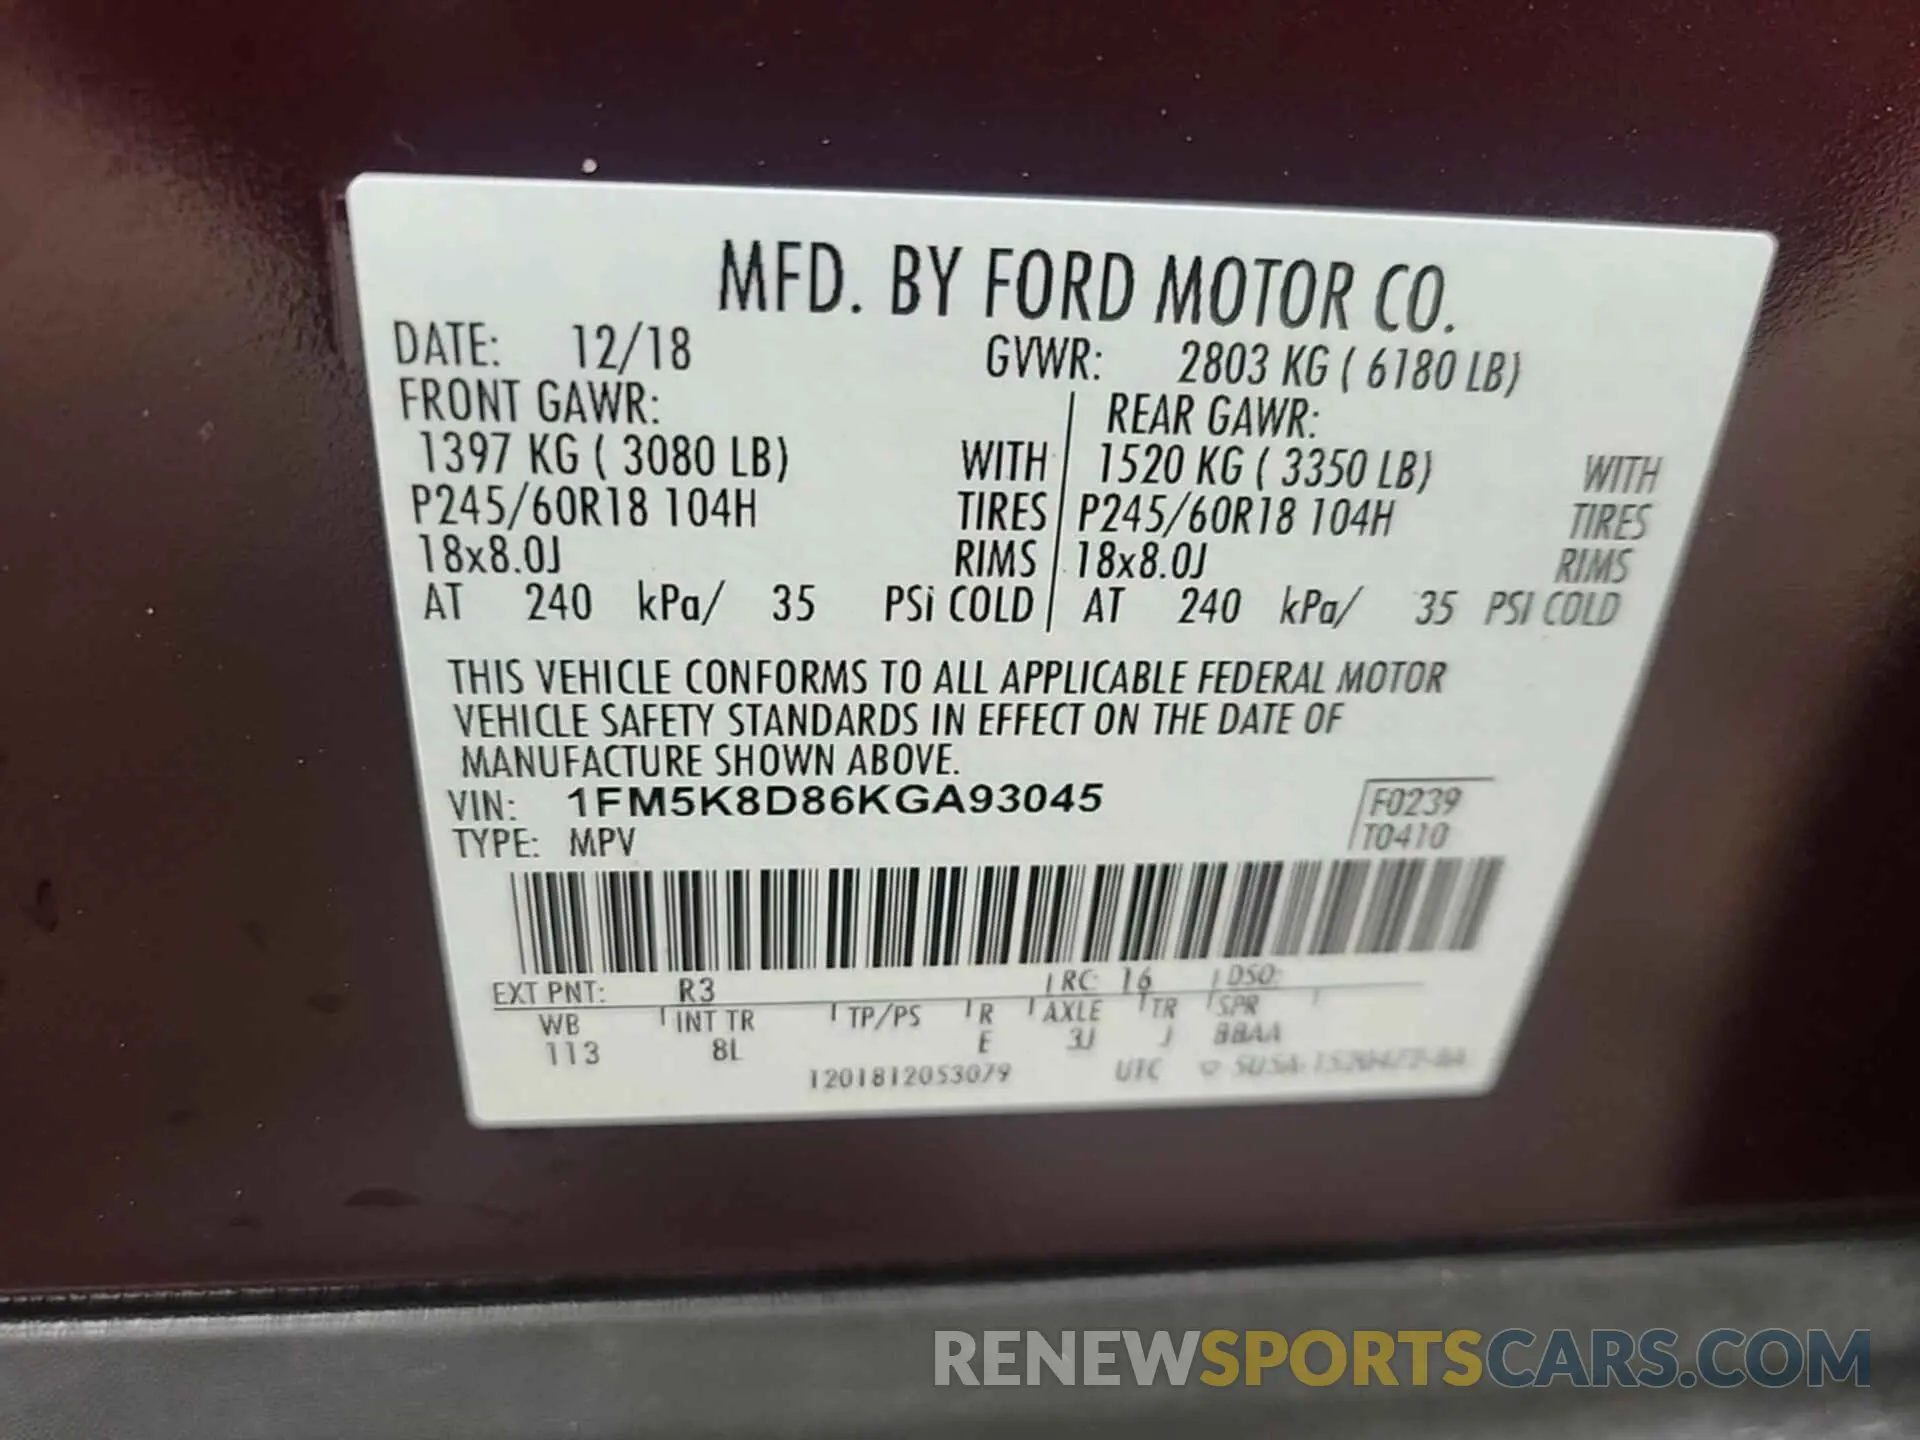 MFD. BY FORD MOTOR CO.
DATE: 12/18 GVWR: 2803 KG ( 6180 LB)
FRONT GAWR: REAR GAWR:
1397 KG ( 3080 LB) WITH 1520 KG ( 3350 LB) WITH
P245/60R18 104H TIRES P245/60R18 104H TIRES
18x8.0J RIMS 18x8.0J RIMS
AT 240 kPa/ 35 PSi COLD AT 240 kPa/ 35 PSI COLD
THIS VEHICLE CONFORMS TO ALL APPLICABLE FEDERAL MOTOR
VEHICLE SAFETY STANDARDS IN EFFECT ON THE DATE OF
MANUFACTURE SHOWN ABOVE.
VIN: 1FM5K8D86KGA93045 F0239
TYPE: MPV T0410
EXT PNT: R3 RC: 16 DSO:
WB INT TR TP/PS R AXLE TR SPR
113 8L E 3J J BBAA
1201812053079 UTC
RENEWSPORTSCARS.COM